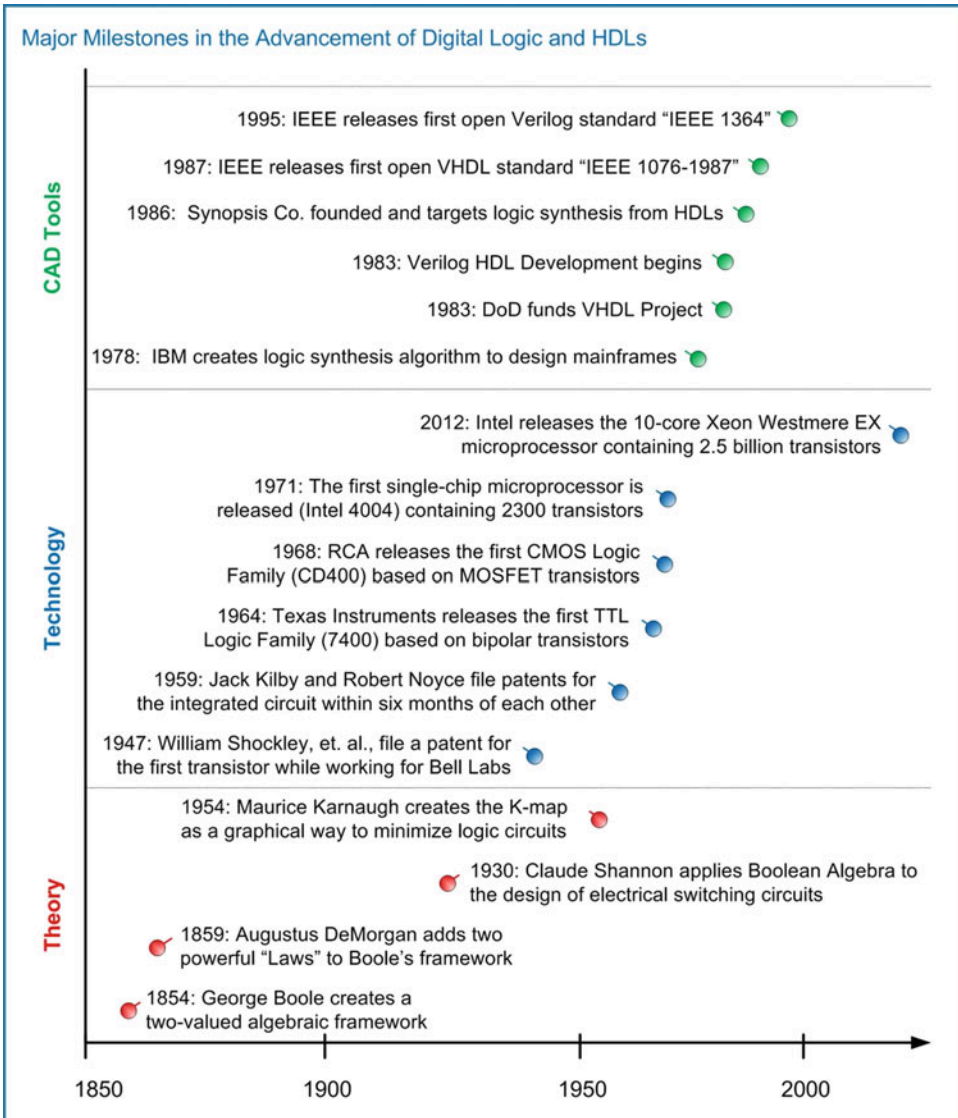 Major Milestones in the Advancement of Digital Logic and HDLs
CAD Tools
1995: IEEE releases first open Verilog standard “IEEE 1364”
1987: IEEE releases first open VHDL standard “IEEE 1076-1987”
1986: Synopsis Co. founded and targets logic synthesis from HDLs
1983: Verilog HDL Development begins
1983: DoD funds VHDL Project
1978: IBM creates logic synthesis algorithm to design mainframes
Technology
2012: Intel releases the 10-core Xeon Westmere EX
microprocessor containing 2.5 billion transistors
1971: The first single-chip microprocessor is
released (Intel 4004) containing 2300 transistors
1968: RCA releases the first CMOS Logic
Family (CD400) based on MOSFET transistors
1964: Texas Instruments releases the first TTL
Logic Family (7400) based on bipolar transistors
1959: Jack Kilby and Robert Noyce file patents for
the integrated circuit within six months of each other
1947: William Shockley, et. al., file a patent for
the first transistor while working for Bell Labs
Theory
1954: Maurice Karnaugh creates the K-map
as a graphical way to minimize logic circuits
1930: Claude Shannon applies Boolean Algebra to
the design of electrical switching circuits
1859: Augustus DeMorgan adds two
powerful “Laws” to Boole’s framework
1854: George Boole creates a
two-valued algebraic framework
1850
1900
1950
2000